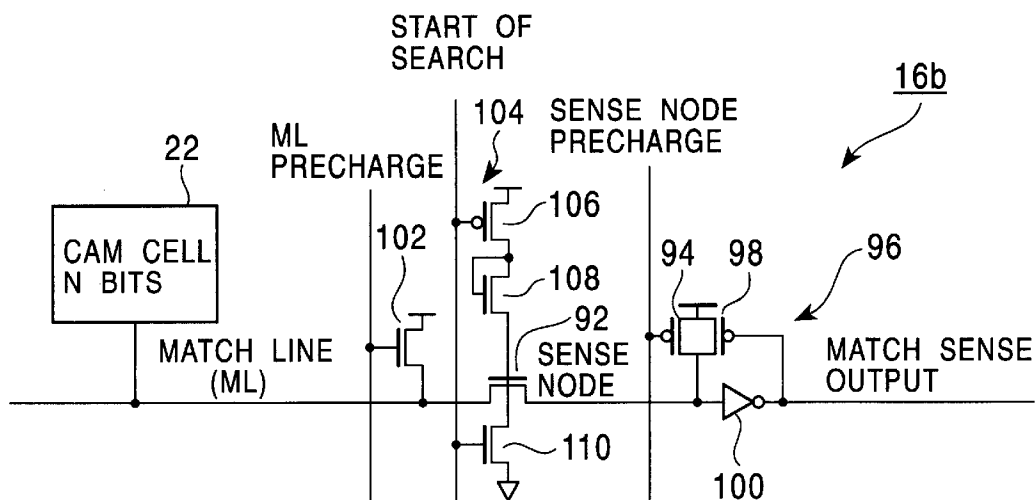 START OF
SEARCH
16b
104
SENSE NODE
PRECHARGE
ML
PRECHARGE
22
106
102
94
98
96
CAM CELL
N BITS
108
92
MATCH LINE
(ML)
SENSE
NODE
MATCH SENSE
OUTPUT
110
100